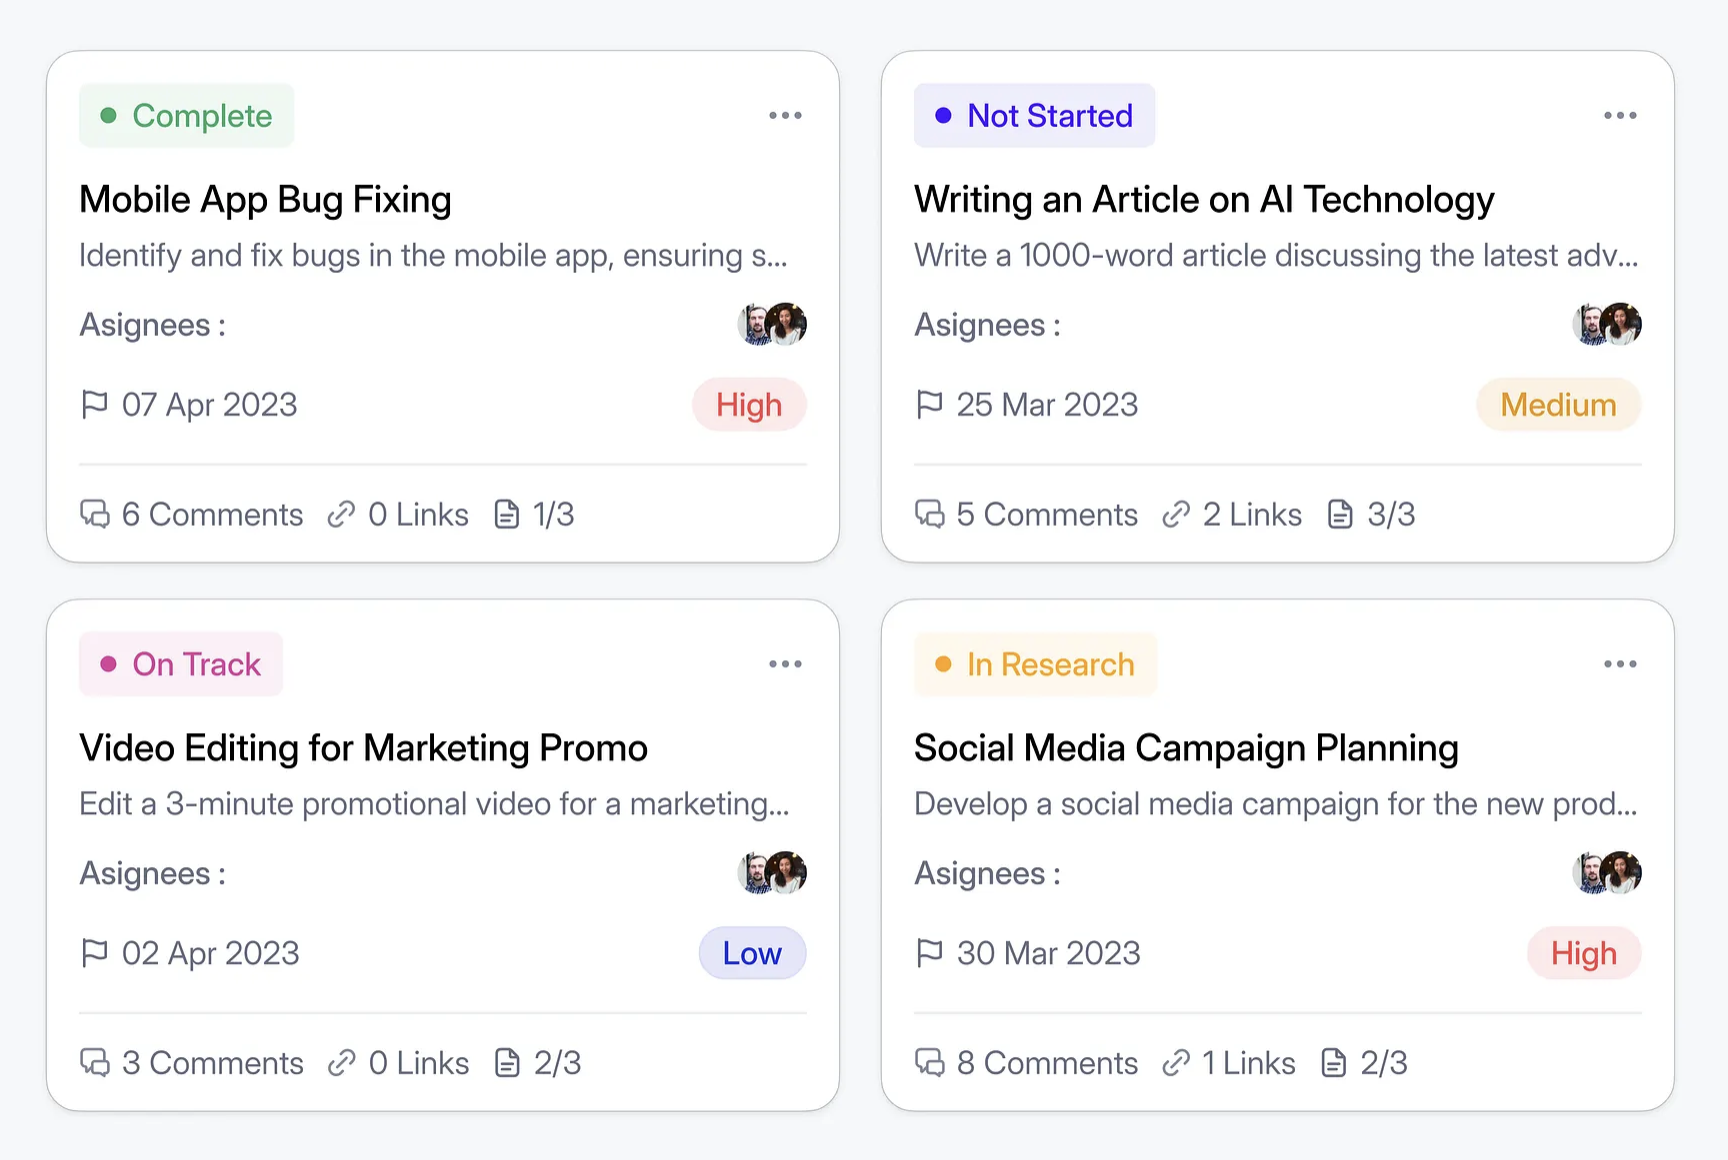 Complete
Mobile App Bug Fixing
Identify and fix bugs in the mobile app, ensuring s...
Asignees :
07 Apr 2023 High
6 Comments 0 Links 1/3
Not Started
Writing an Article on AI Technology
Write a 1000-word article discussing the latest adv...
Asignees :
25 Mar 2023 Medium
5 Comments 2 Links 3/3
On Track
Video Editing for Marketing Promo
Edit a 3-minute promotional video for a marketing...
Asignees :
02 Apr 2023 Low
3 Comments 0 Links 2/3
In Research
Social Media Campaign Planning
Develop a social media campaign for the new prod...
Asignees :
30 Mar 2023 High
8 Comments 1 Links 2/3